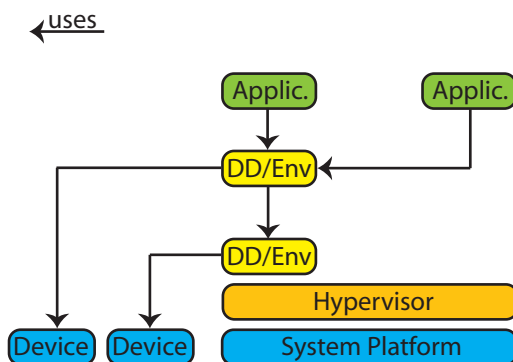 uses
Applic.
Applic.
DD/Env
DD/Env
Hypervisor
Device
Device
System Platform